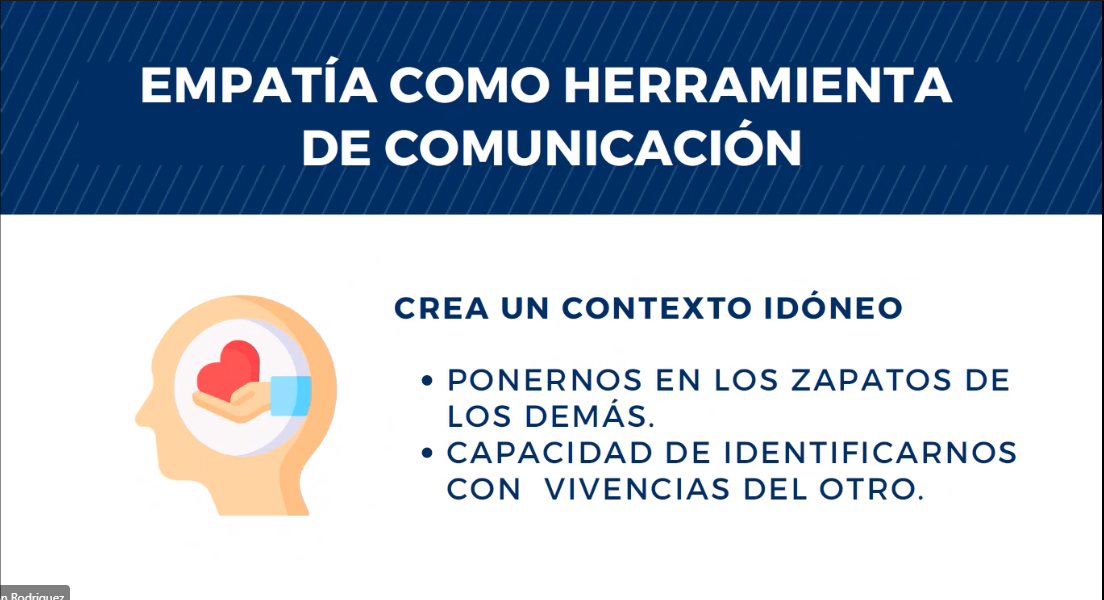 EMPATÍA COMO HERRAMIENTA
DE COMUNICACIÓN
CREA UN CONTEXTO IDÓNEO
• PONERNOS EN LOS ZAPATOS DE
LOS DEMÁS.
• CAPACIDAD DE IDENTIFICARNOS
CON VIVENCIAS DEL OTRO.
n Rodriguez